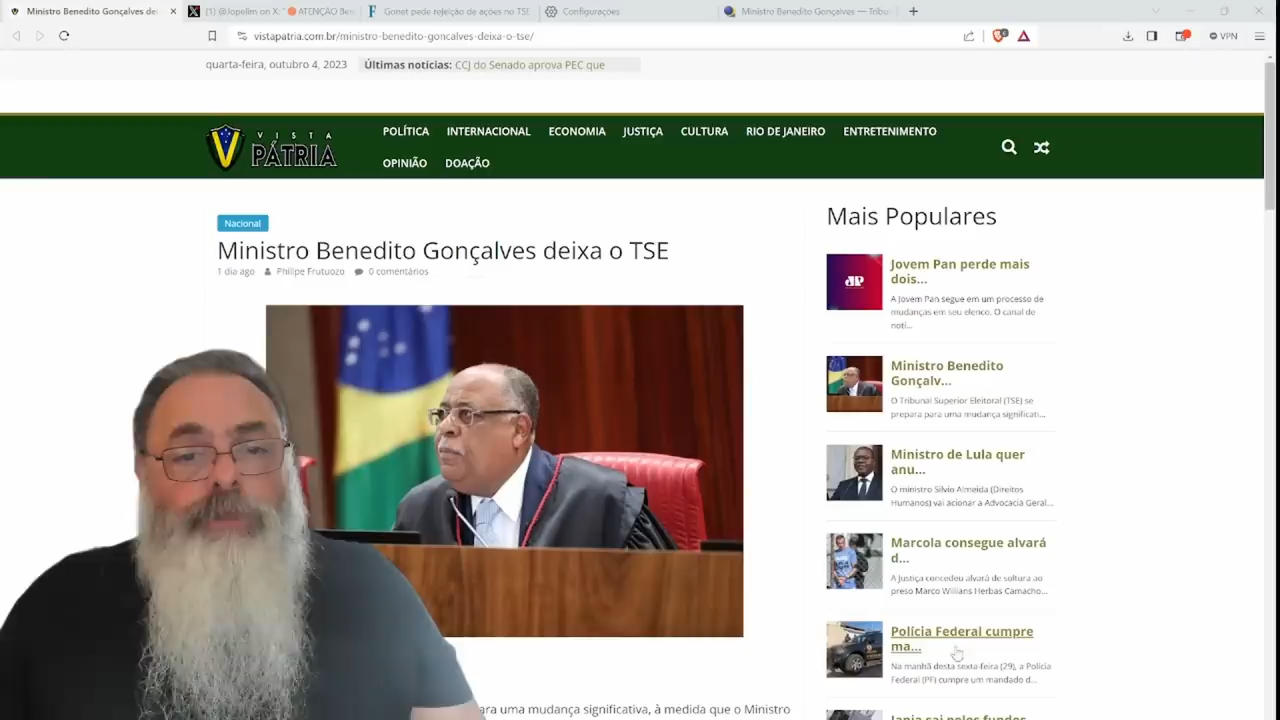 Ministro Benedito Gonçalves dei
(1) @Jopelim on X: "🔴 ATENÇÃO Ben
Gonet pede rejeição de ações no TSE
Configurações
Ministro Benedito Gonçalves — Tribu
vistapatria.com.br/ministro-benedito-goncalves-deixa-o-tse/
VPN
quarta-feira, outubro 4, 2023
Últimas notícias: CCJ do Senado aprova PEC que
VISTA
PÁTRIA
POLÍTICA
INTERNACIONAL
ECONOMIA
JUSTIÇA
CULTURA
RIO DE JANEIRO
ENTRETENIMENTO
OPINIÃO
DOAÇÃO
Nacional
Ministro Benedito Gonçalves deixa o TSE
1 dia ago Philipe Frutuozo 0 comentários
ara uma mudança significativa, à medida que o Ministro
Mais Populares
Jovem Pan perde mais
dois...
A Jovem Pan segue em um processo de
mudanças em seu elenco. O canal de
notí...
Ministro Benedito
Gonçalv...
O Tribunal Superior Eleitoral (TSE) se
prepara para uma mudança significati...
Ministro de Lula quer
anu...
O ministro Silvio Almeida (Direitos
Humanos) vai acionar a Advocacia Geral...
Marcola consegue alvará
d...
A Justiça concedeu alvará de soltura ao
preso Marco Willians Herbas Camacho...
Polícia Federal cumpre
ma...
Na manhã desta sexta-feira (29), a Polícia
Federal (PF) cumpre um mandado d...
Janja sai pelos fundos